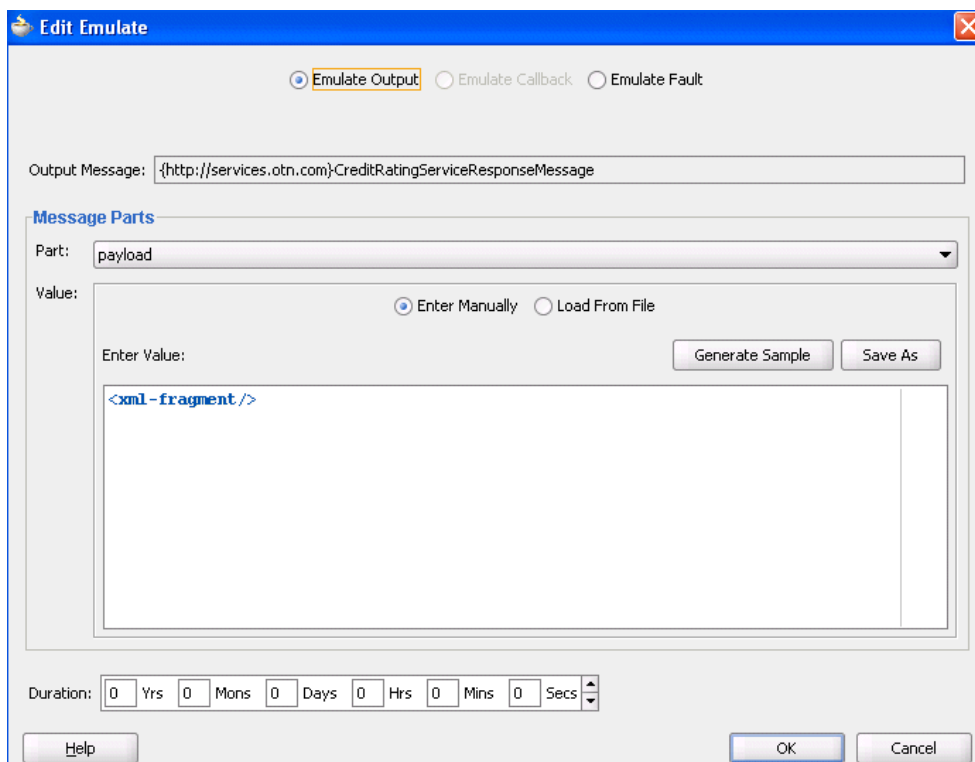 Edit Emulate
Emulate Output Emulate Callback Emulate Fault
Output Message: {http://services.otn.com}CreditRatingServiceResponseMessage
Message Parts
Part: payload
Value: Enter Manually Load From File
Enter Value: Generate Sample Save As
<xml-fragment/>
Duration: 0 Yrs 0 Mons 0 Days 0 Hrs 0 Mins 0 Secs
Help OK Cancel